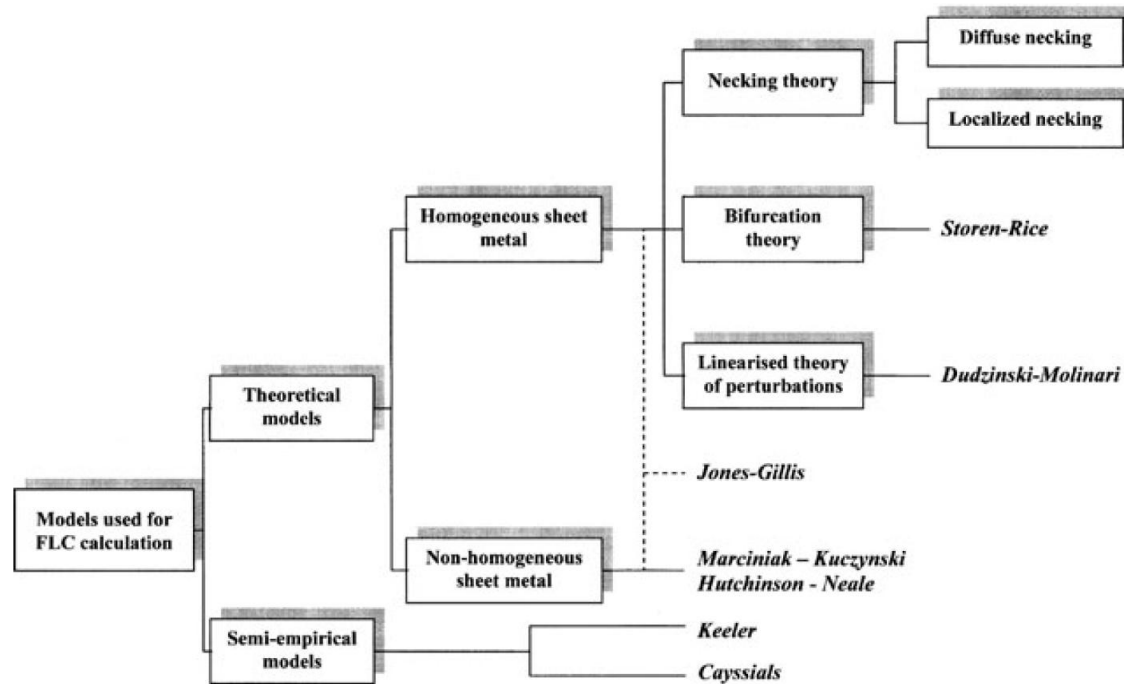 Diffuse necking
Necking theory
Localized necking
Homogeneous sheet
metal
Bifurcation
theory
Storen-Rice
Linearised theory
of perturbations
Dudzinski-Molinari
Theoretical
models
Jones-Gillis
Models used for
FLC calculation
Non-homogeneous
sheet metal
Marciniak – Kuczynski
Hutchinson - Neale
Semi-empirical
models
Keeler
Cayssials